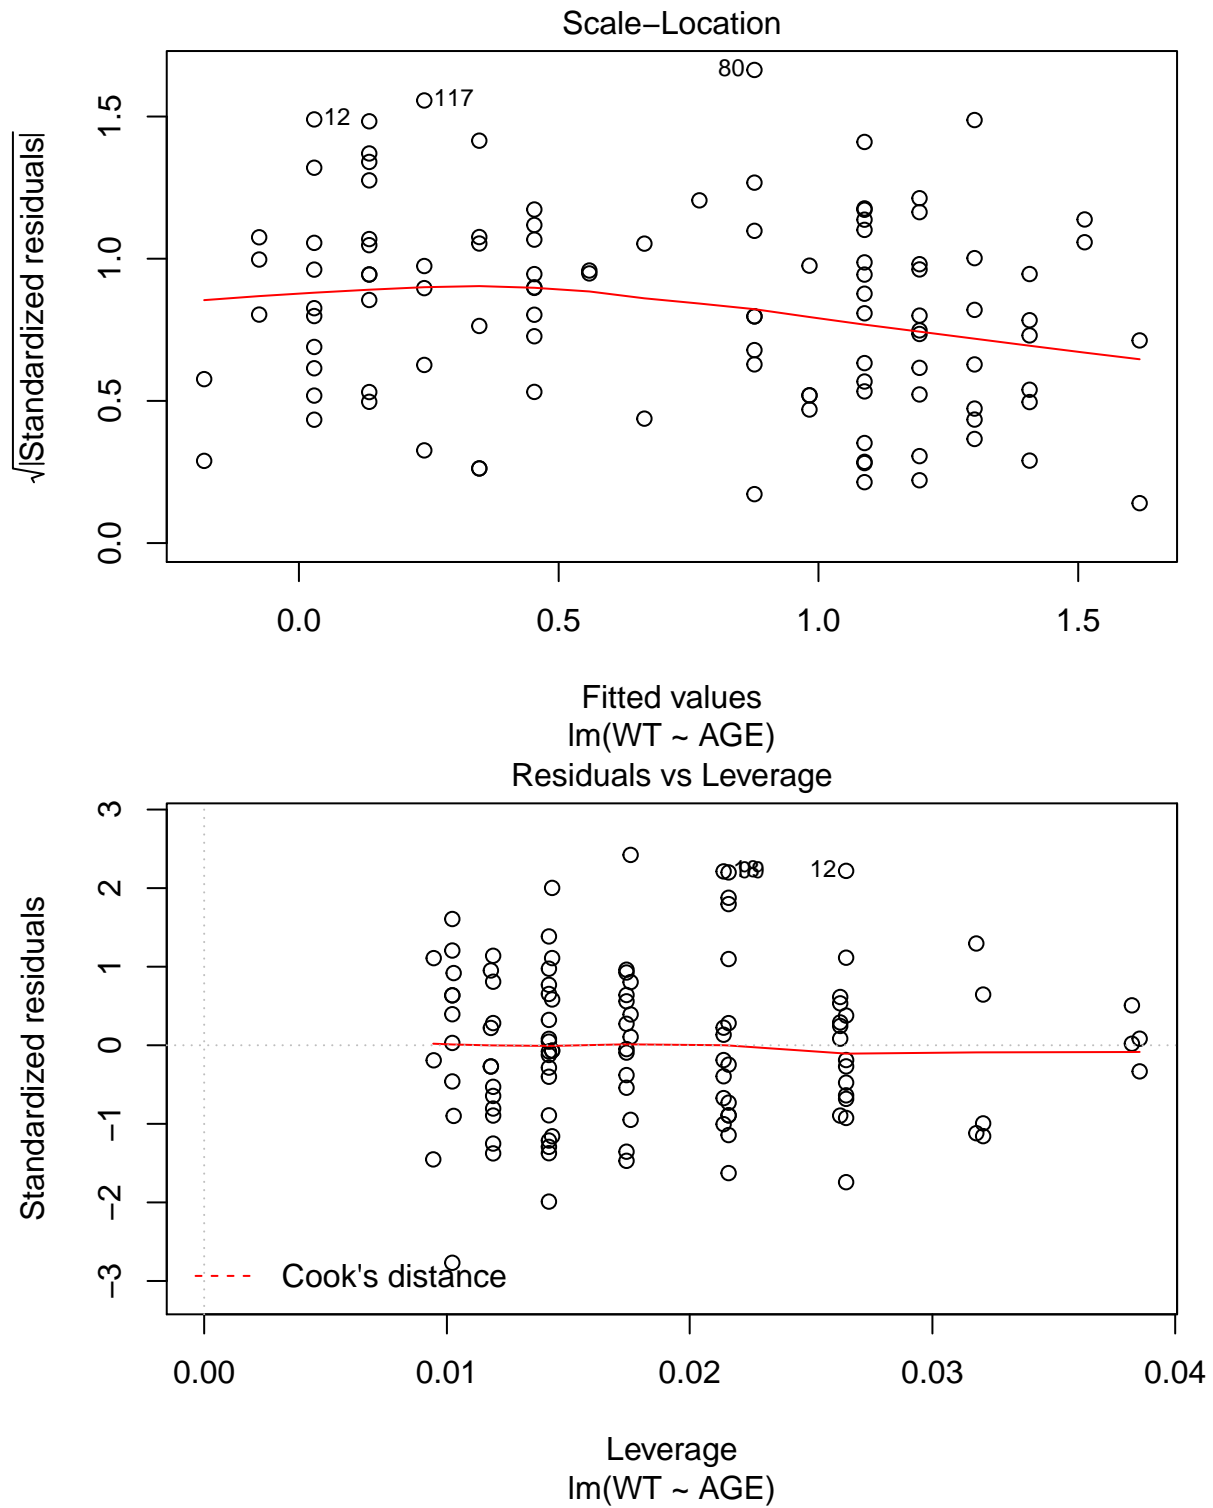 Scale−Location
80
117
12
1.5
1.0
0.5
0.0
√|Standardized residuals|
0.0 0.5 1.0 1.5
Fitted values
lm(WT ~ AGE)
Residuals vs Leverage
3
2
1
0
−1
−2
−3
12
Standardized residuals
Cook's distance
0.00 0.01 0.02 0.03 0.04
Leverage
lm(WT ~ AGE)